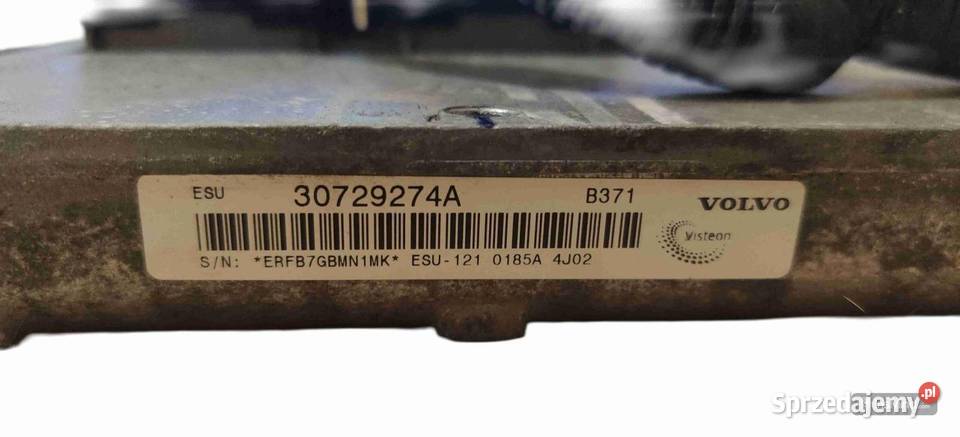 ESU 30729274A B371 VOLVO
Visteon
S/N: *ERFB7GBMN1MK* ESU-121 0185A 4J02
Sprzedajemy.pl